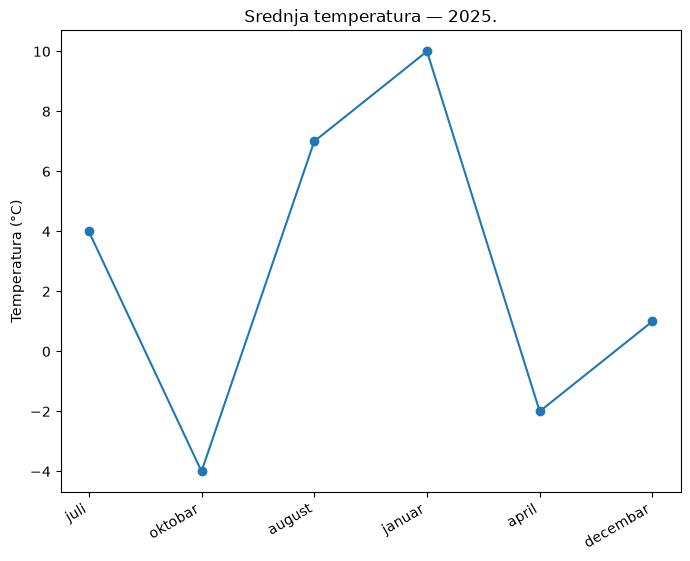 Srednja temperatura — 2025.
Temperatura (°C)
10
8
6
4
2
0
−2
−4
juli
oktobar
august
januar
april
decembar